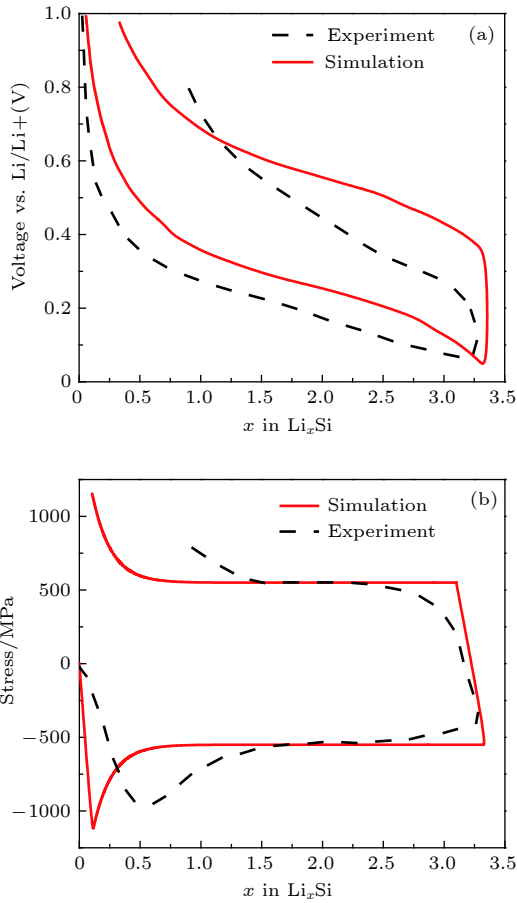 1.0
0.8
0.6
0.4
0.2
0
Voltage vs. Li/Li+(V)
Experiment
Simulation
(a)
0 0.5 1.0 1.5 2.0 2.5 3.0 3.5
x in LixSi
1000
500
0
−500
−1000
Stress/MPa
Simulation
Experiment
(b)
0 0.5 1.0 1.5 2.0 2.5 3.0 3.5
x in LixSi